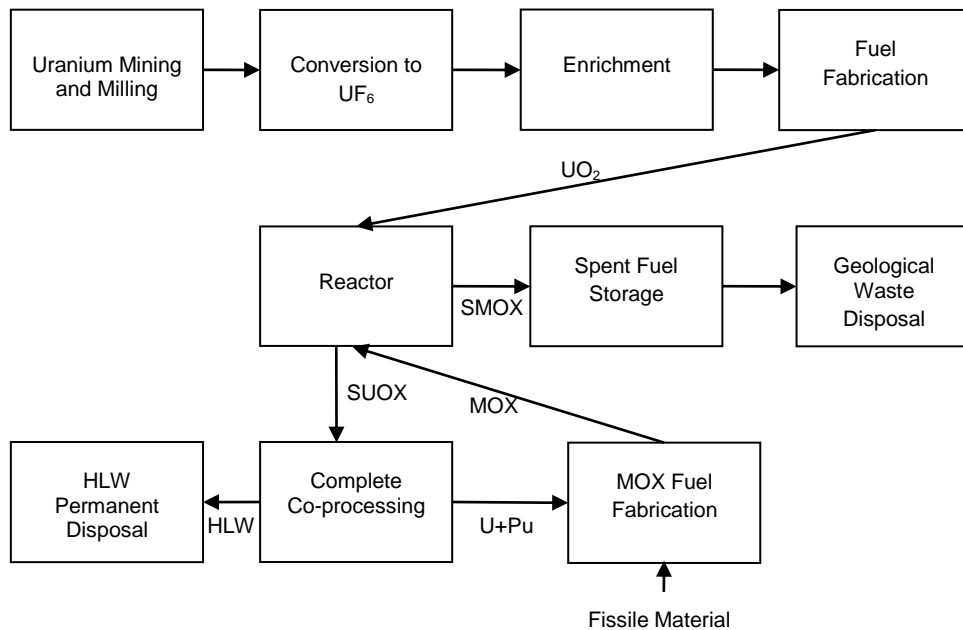 Uranium Mining
and Milling
Conversion to
UF₆
Enrichment
Fuel
Fabrication
UO₂
Reactor
SMOX
Spent Fuel
Storage
Geological
Waste
Disposal
SUOX
MOX
HLW
Permanent
Disposal
HLW
Complete
Co-processing
U+Pu
MOX Fuel
Fabrication
Fissile Material